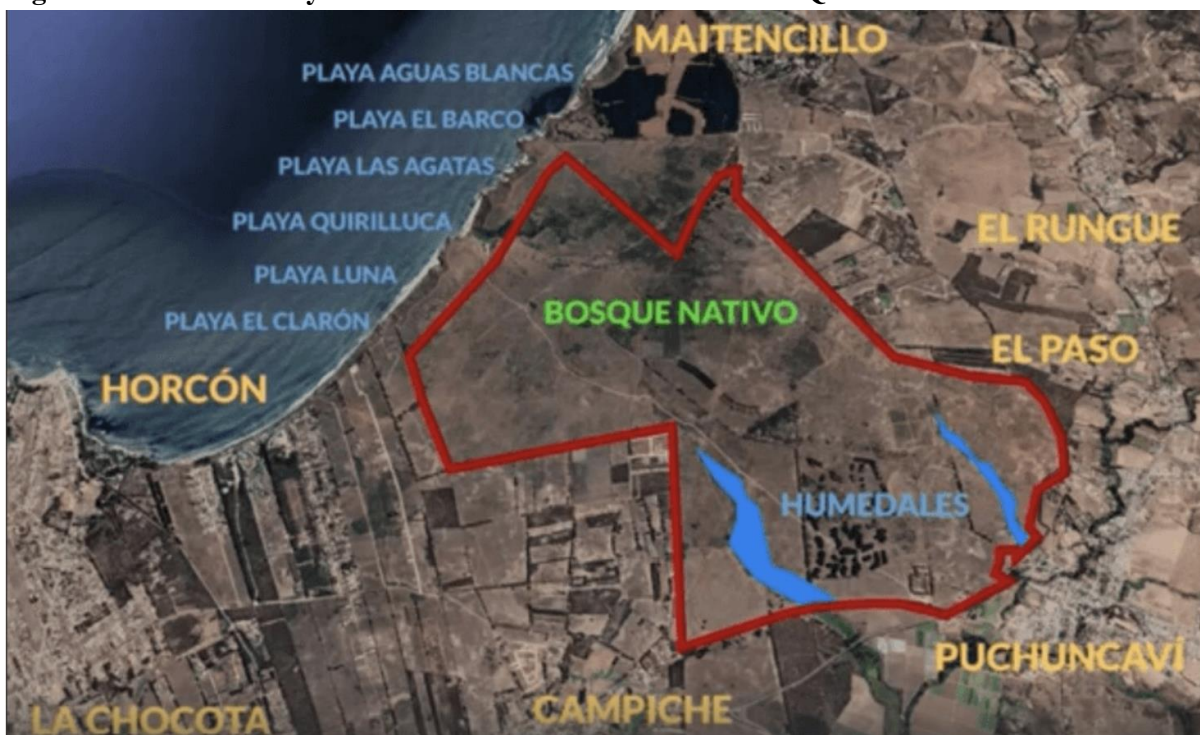 MAITENCILLO
PLAYA AGUAS BLANCAS
PLAYA EL BARCO
PLAYA LAS AGATAS
PLAYA QUIRILLUCA
EL RUNGUE
PLAYA LUNA
BOSQUE NATIVO
PLAYA EL CLARÓN
EL PASO
HORCÓN
HUMEDALES
PUCHUNCAVÍ
LA CHOCOTA
CAMPICHE